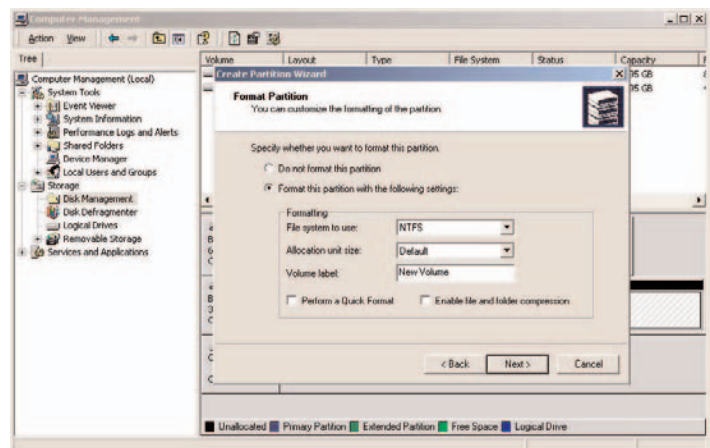 Computer Management
Action View
Tree
Volume Layout Type File System Status Capacity
Computer Management (Local)
System Tools
Event Viewer
System Information
Performance Logs and Alerts
Shared Folders
Device Manager
Local Users and Groups
Storage
Disk Management
Disk Defragmenter
Logical Drives
Removable Storage
Services and Applications
Create Partition Wizard
Format Partition
You can customize the formatting of the partition.
Specify whether you want to format this partition.
Do not format this partition
Format this partition with the following settings:
Formatting
File system to use: NTFS
Allocation unit size: Default
Volume label: New Volume
Perform a Quick Format Enable file and folder compression
< Back Next > Cancel
Unallocated Primary Partition Extended Partition Free Space Logical Drive